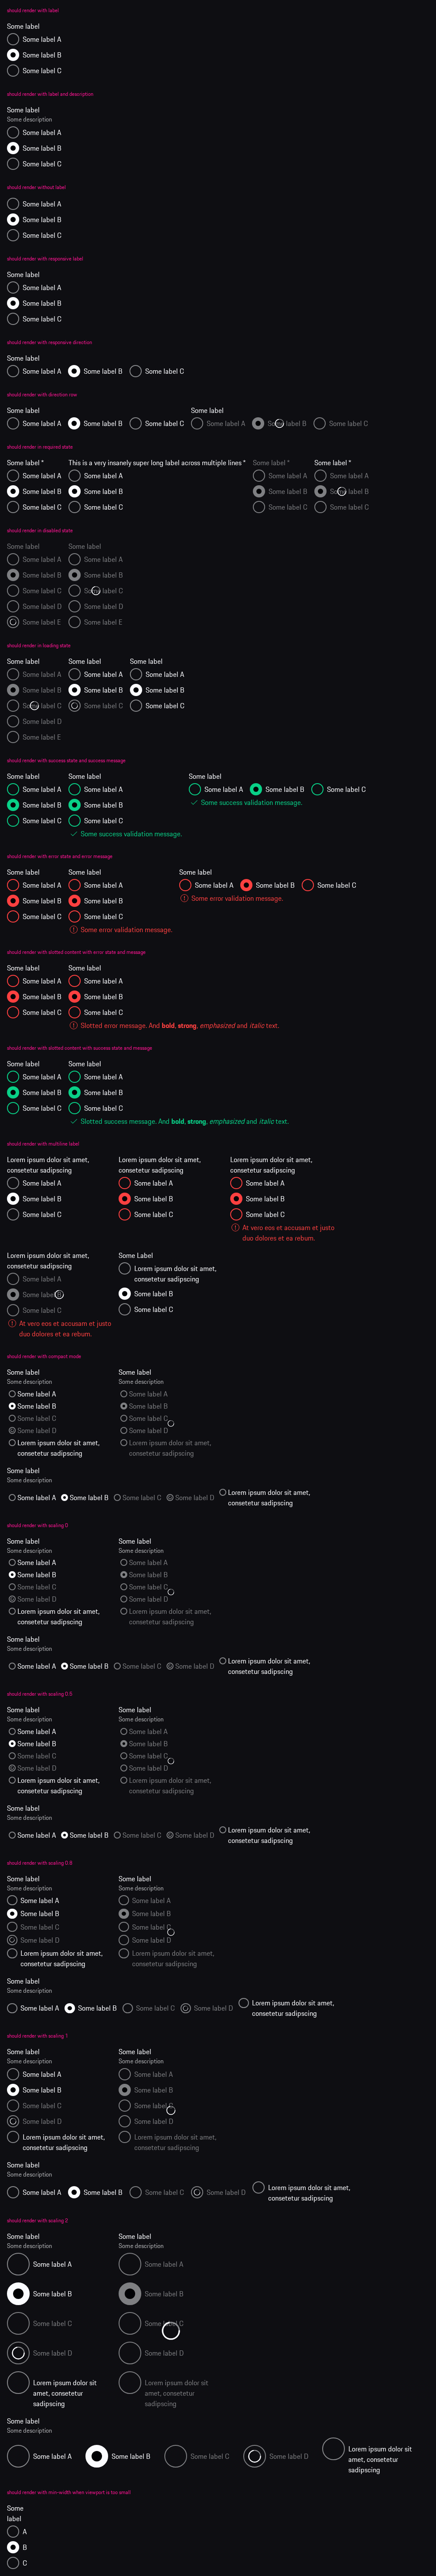 should render with label
Some label
Some label A
Some label B
Some label C
should render with label and description
Some label
Some description
Some label A
Some label B
Some label C
should render without label
Some label A
Some label B
Some label C
should render with responsive label
Some label
Some label A
Some label B
Some label C
should render with responsive direction
Some label
Some label A Some label B Some label C
should render with direction row
Some label Some label
Some label A Some label B Some label C Some label A Some label B Some label C
should render in required state
Some label * This is a very insanely super long label across multiple lines * Some label * Some label *
Some label A Some label A Some label A Some label A
Some label B Some label B Some label B Some label B
Some label C Some label C Some label C Some label C
should render in disabled state
Some label Some label
Some label A Some label A
Some label B Some label B
Some label C Some label C
Some label D Some label D
Some label E Some label E
should render in loading state
Some label Some label Some label
Some label A Some label A Some label A
Some label B Some label B Some label B
Some label C Some label C Some label C
Some label D
Some label E
should render with success state and success message
Some label Some label Some label
Some label A Some label A Some label A Some label B Some label C
Some label B Some label B Some success validation message.
Some label C Some label C
Some success validation message.
should render with error state and error message
Some label Some label Some label
Some label A Some label A Some label A Some label B Some label C
Some label B Some label B Some error validation message.
Some label C Some label C
Some error validation message.
should render with slotted content with error state and message
Some label Some label
Some label A Some label A
Some label B Some label B
Some label C Some label C
Slotted error message. And bold, strong, emphasized and italic text.
should render with slotted content with success state and message
Some label Some label
Some label A Some label A
Some label B Some label B
Some label C Some label C
Slotted success message. And bold, strong, emphasized and italic text.
should render with multiline label
Lorem ipsum dolor sit amet, Lorem ipsum dolor sit amet, Lorem ipsum dolor sit amet,
consetetur sadipscing consetetur sadipscing consetetur sadipscing
Some label A Some label A Some label A
Some label B Some label B Some label B
Some label C Some label C Some label C
At vero eos et accusam et justo
duo dolores et ea rebum.
Lorem ipsum dolor sit amet, Some Label
consetetur sadipscing Lorem ipsum dolor sit amet,
Some label A consetetur sadipscing
Some label B Some label B
Some label C Some label C
At vero eos et accusam et justo
duo dolores et ea rebum.
should render with compact mode
Some label Some label
Some description Some description
Some label A Some label A
Some label B Some label B
Some label C Some label C
Some label D Some label D
Lorem ipsum dolor sit amet, Lorem ipsum dolor sit amet,
consetetur sadipscing consetetur sadipscing
Some label
Some description
Some label A Some label B Some label C Some label D Lorem ipsum dolor sit amet,
consetetur sadipscing
should render with scaling 0
Some label Some label
Some description Some description
Some label A Some label A
Some label B Some label B
Some label C Some label C
Some label D Some label D
Lorem ipsum dolor sit amet, Lorem ipsum dolor sit amet,
consetetur sadipscing consetetur sadipscing
Some label
Some description
Some label A Some label B Some label C Some label D Lorem ipsum dolor sit amet,
consetetur sadipscing
Some label Some label
Some description Some description
Some label A Some label A
Some label B Some label B
Some label C Some label C
Some label D Some label D
Lorem ipsum dolor sit amet, Lorem ipsum dolor sit amet,
consetetur sadipscing consetetur sadipscing
Some label
Some description
Some label A Some label B Some label C Some label D Lorem ipsum dolor sit amet,
consetetur sadipscing
should render with scaling 0.8
Some label Some label
Some description Some description
Some label A Some label A
Some label B Some label B
Some label C Some label C
Some label D Some label D
Lorem ipsum dolor sit amet, Lorem ipsum dolor sit amet,
consetetur sadipscing consetetur sadipscing
Some label
Some description
Some label A Some label B Some label C Some label D Lorem ipsum dolor sit amet,
consetetur sadipscing
should render with scaling 1
Some label Some label
Some description Some description
Some label A Some label A
Some label B Some label B
Some label C Some label C
Some label D Some label D
Lorem ipsum dolor sit amet, Lorem ipsum dolor sit amet,
consetetur sadipscing consetetur sadipscing
Some label
Some description
Some label A Some label B Some label C Some label D Lorem ipsum dolor sit amet,
consetetur sadipscing
should render with scaling 2
Some label Some label
Some description Some description
Some label A Some label A
Some label B Some label B
Some label C Some label C
Some label D Some label D
Lorem ipsum dolor sit Lorem ipsum dolor sit
amet, consetetur amet, consetetur
sadipscing sadipscing
Some label
Some description
Some label A Some label B Some label C Some label D Lorem ipsum dolor sit
amet, consetetur
sadipscing
should render with min-width when viewport is too small
Some
label
A
B
C